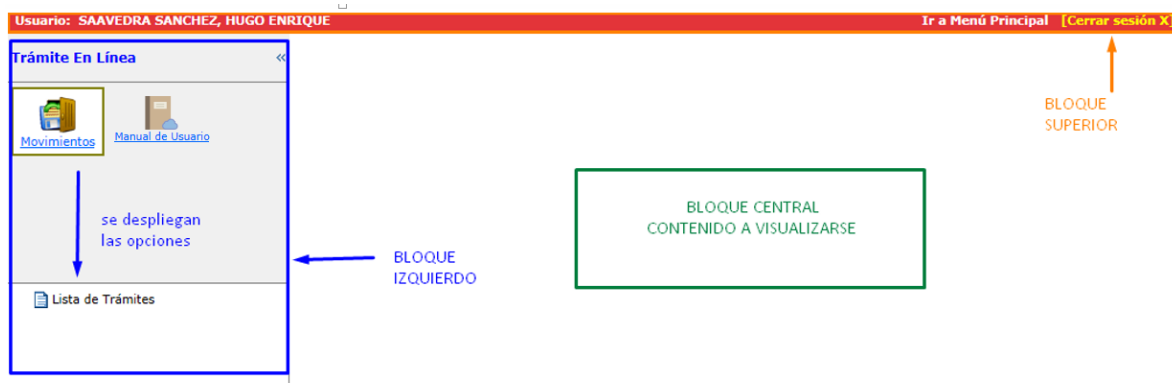 Usuario: SAAVEDRA SANCHEZ, HUGO ENRIQUE Ir a Menú Principal [Cerrar sesión X]
Trámite En Línea «
Movimientos
Manual de Usuario
se despliegan
las opciones
Lista de Trámites
BLOQUE
IZQUIERDO
BLOQUE CENTRAL
CONTENIDO A VISUALIZARSE
BLOQUE
SUPERIOR